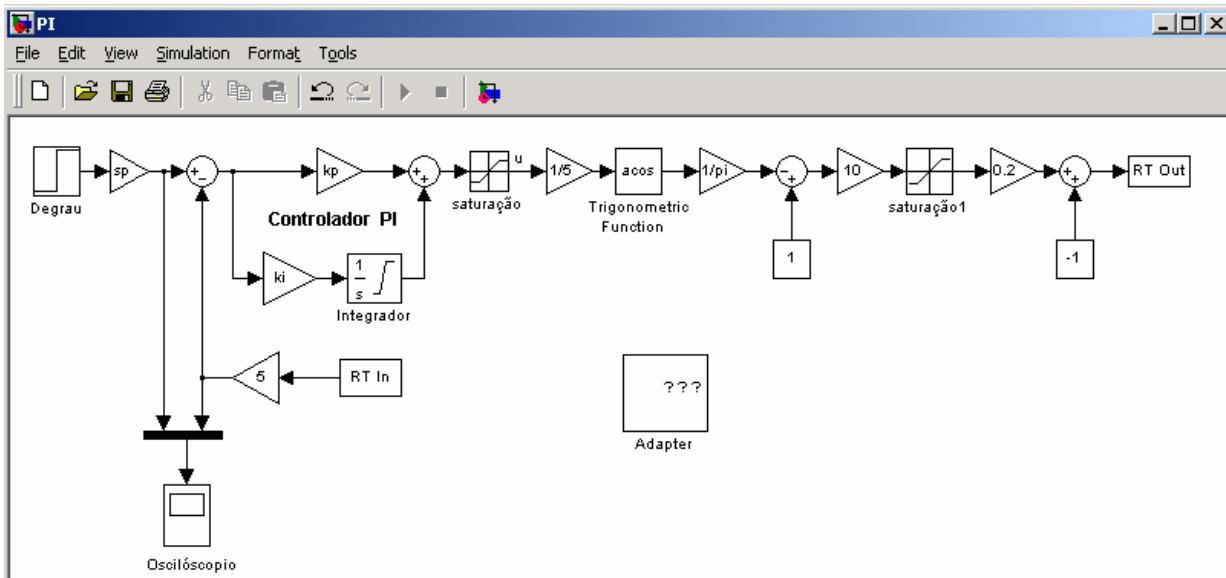 PI
File Edit View Simulation Format Tools
sp
+
-
kp
+
+
u
1/5
acos
1/pi
-
+
10
0.2
+
+
RT Out
Degrau
saturação
Trigonometric
Function
saturação1
Controlador PI
1
-1
ki
1
s
Integrador
5
RT In
???
Adapter
Oscilóscopio